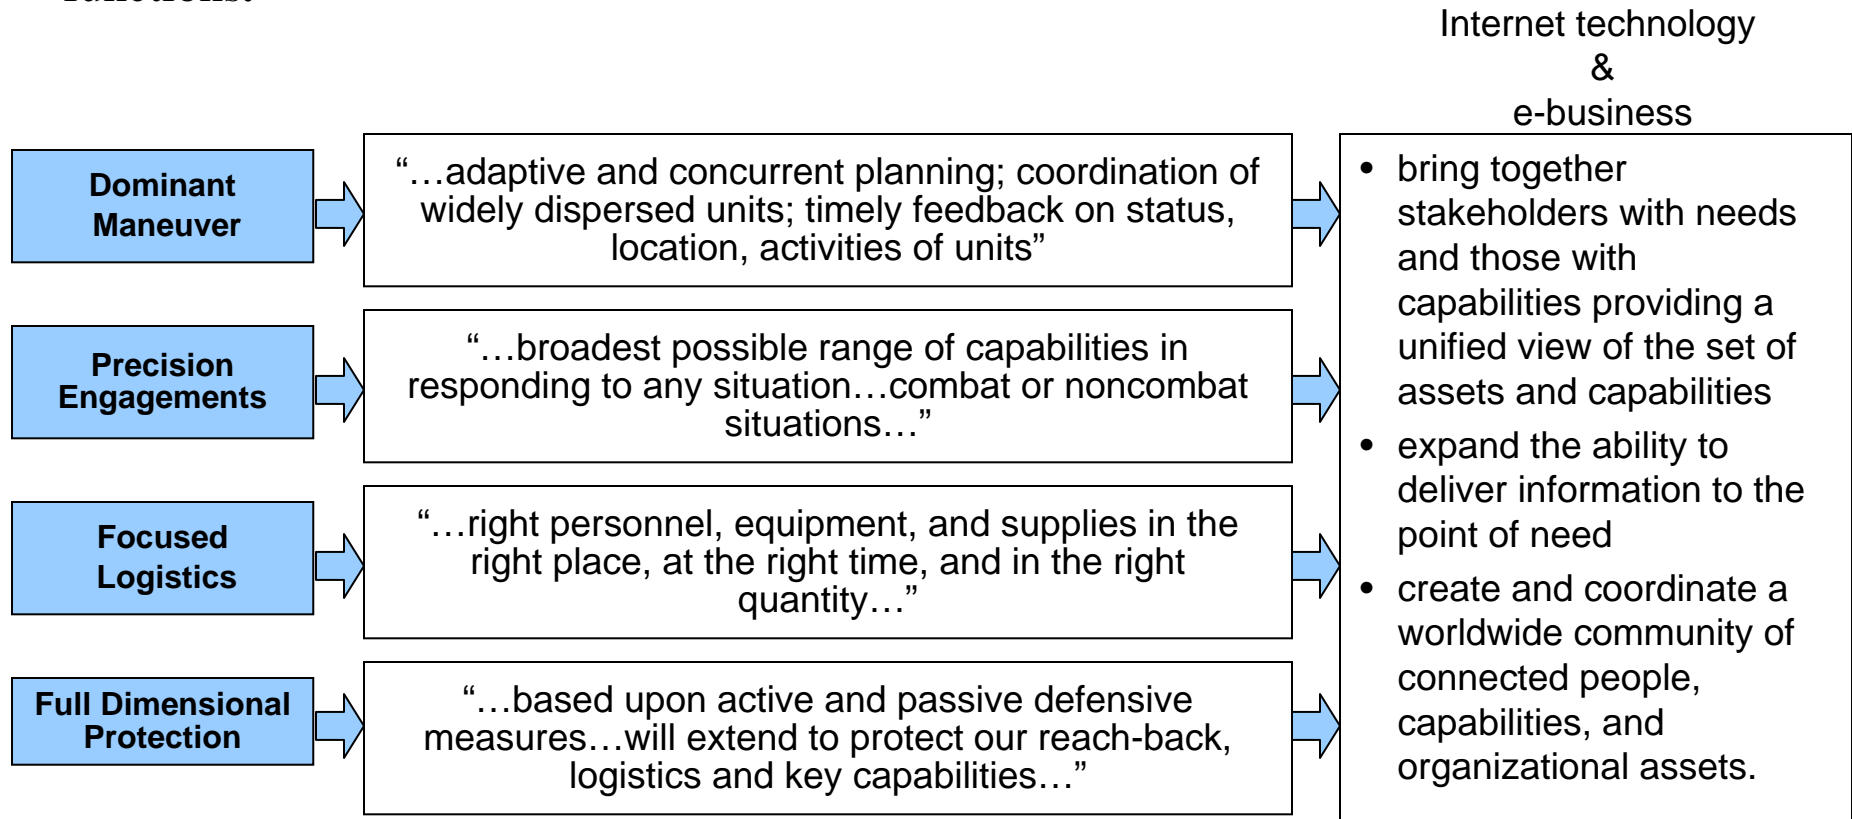 Internet technology
&
e-business
Dominant
Maneuver
“…adaptive and concurrent planning; coordination of
widely dispersed units; timely feedback on status,
location, activities of units”
Precision
Engagements
“…broadest possible range of capabilities in
responding to any situation…combat or noncombat
situations…”
Focused
Logistics
“…right personnel, equipment, and supplies in the
right place, at the right time, and in the right
quantity…”
Full Dimensional
Protection
“…based upon active and passive defensive
measures…will extend to protect our reach-back,
logistics and key capabilities…”
• bring together
stakeholders with needs
and those with
capabilities providing a
unified view of the set of
assets and capabilities
• expand the ability to
deliver information to the
point of need
• create and coordinate a
worldwide community of
connected people,
capabilities, and
organizational assets.